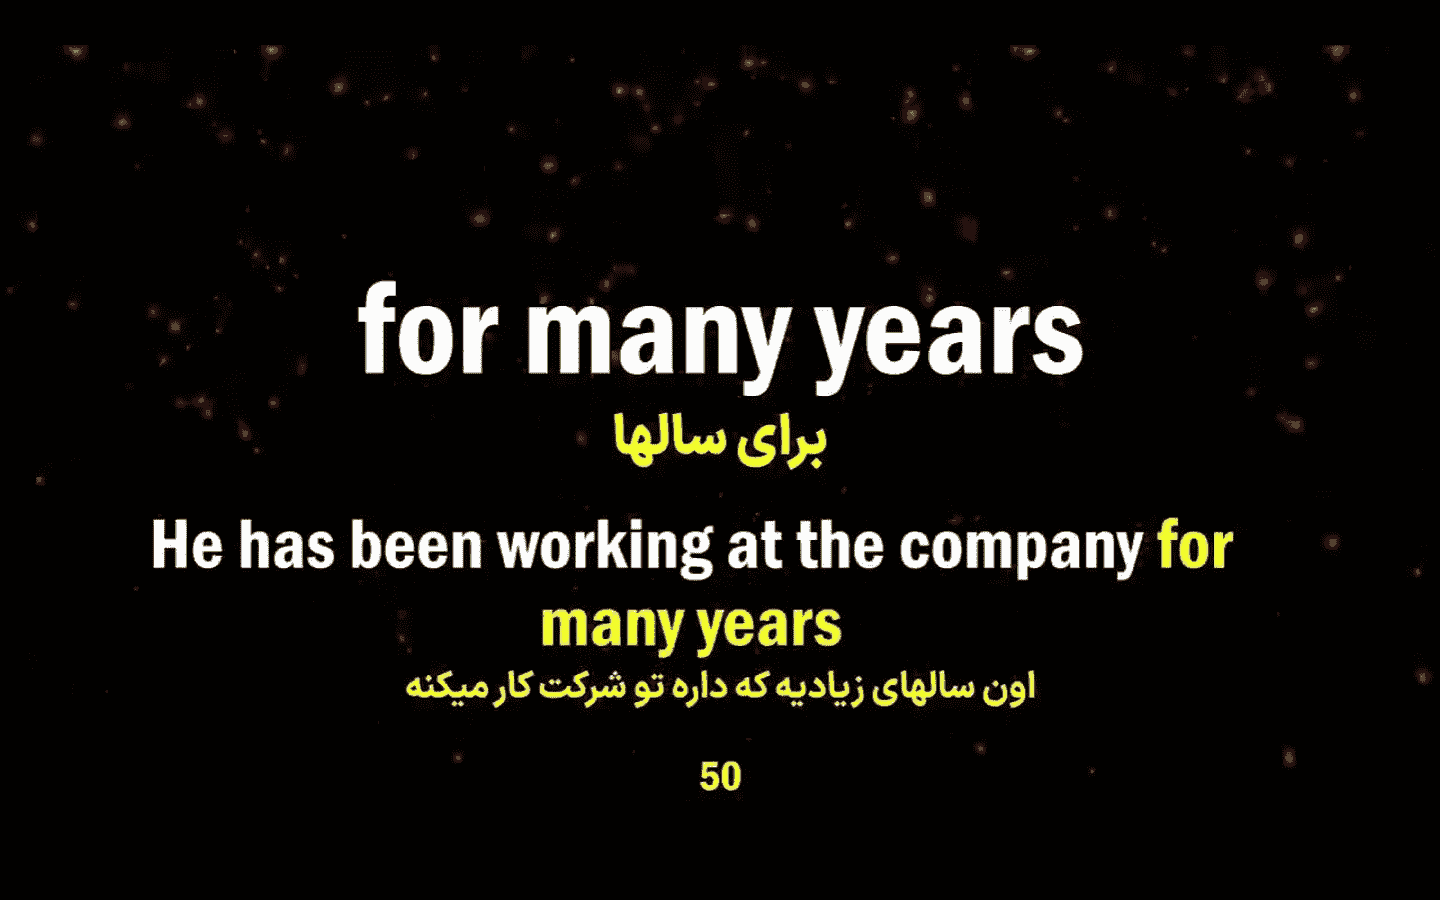 for many years
برای سالها
He has been working at the company for
many years
اون سالهای زیادیه که داره تو شرکت کار میکنه
50